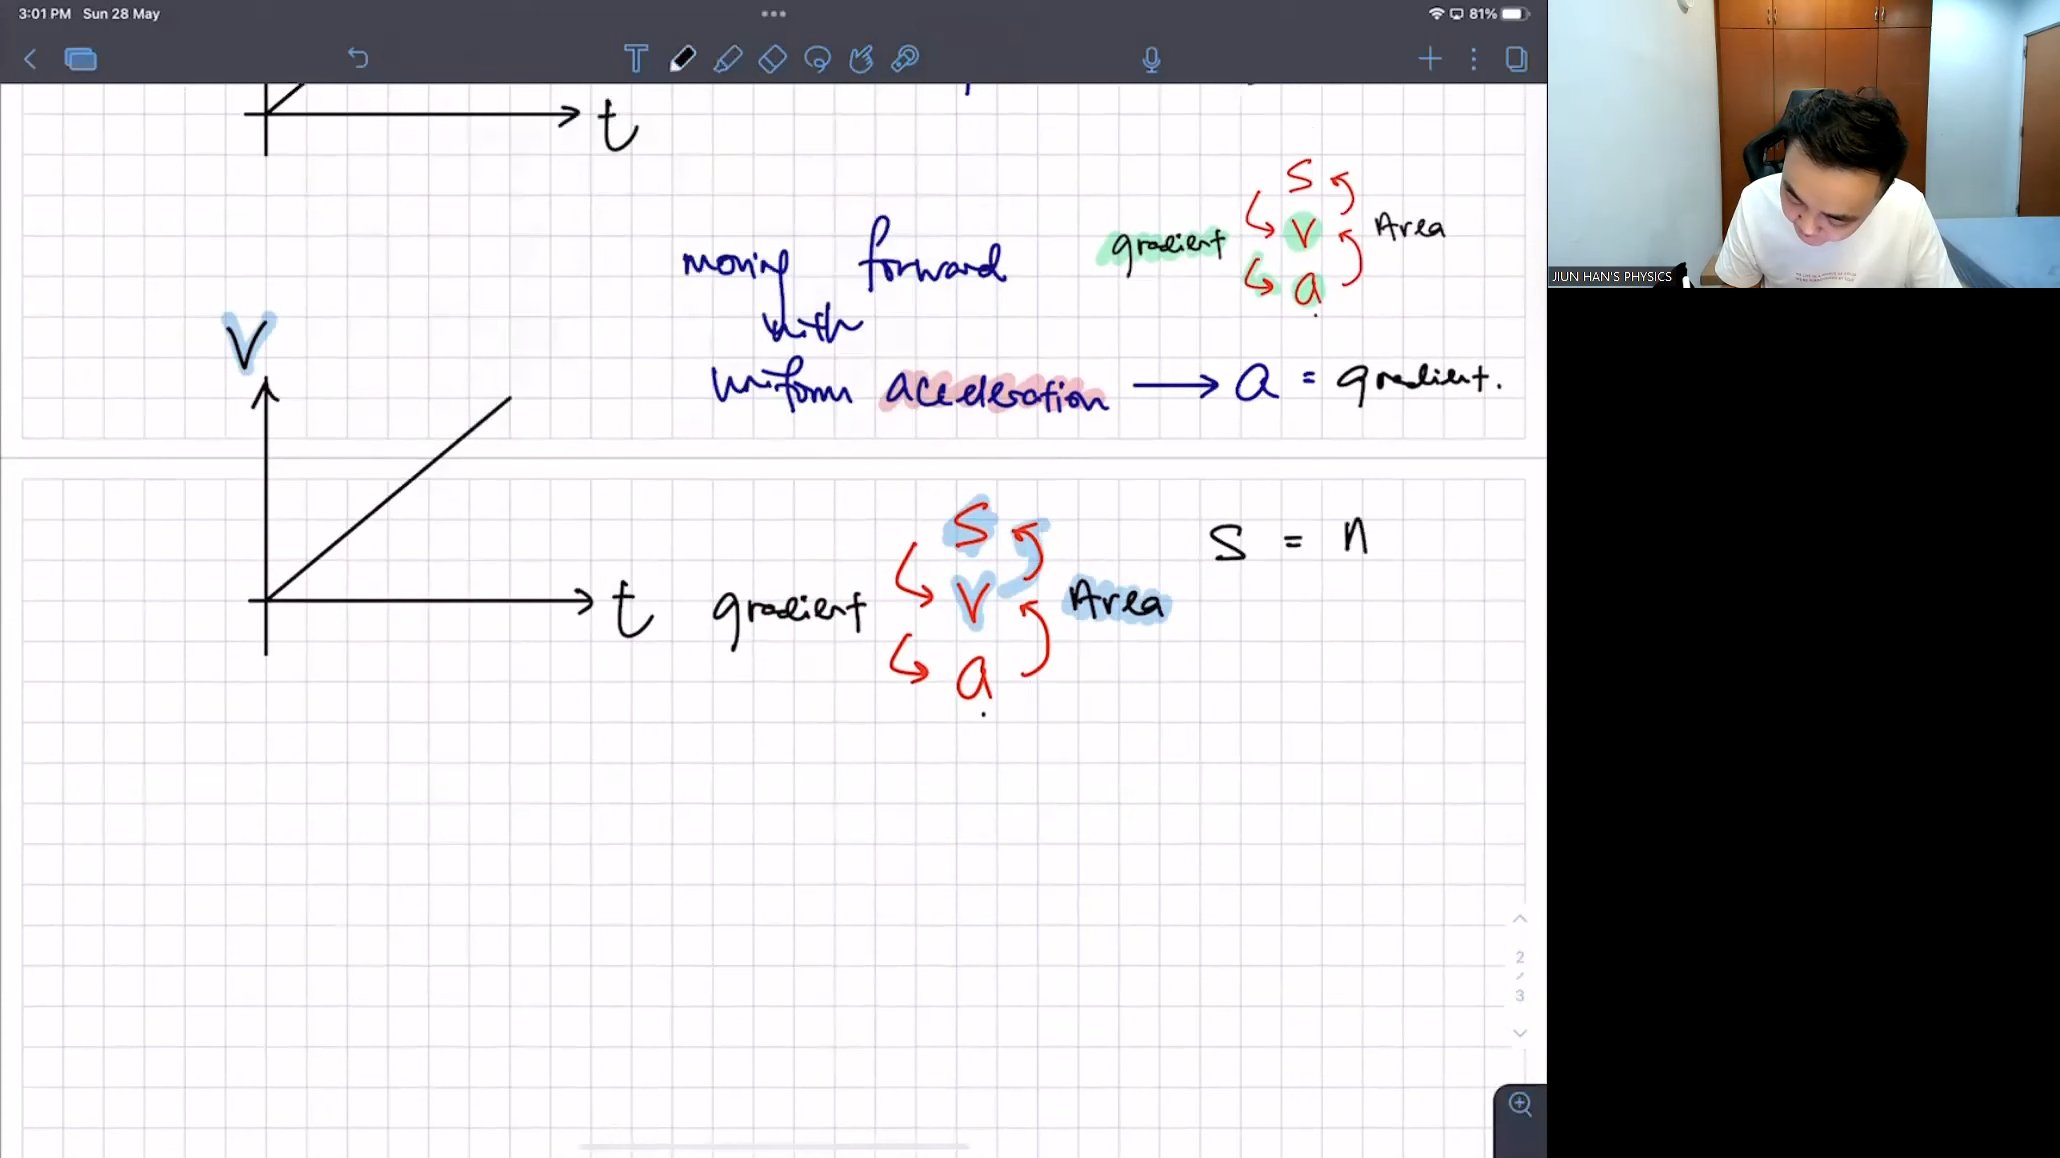 3:01 PM Sun 28 May
81%
t
S
gradient V Area
a
moving forward
with
uniform aceleration → a = gradient.
V
t
S
gradient V Area
a
S = n
2
3
JIUN HAN'S PHYSICS